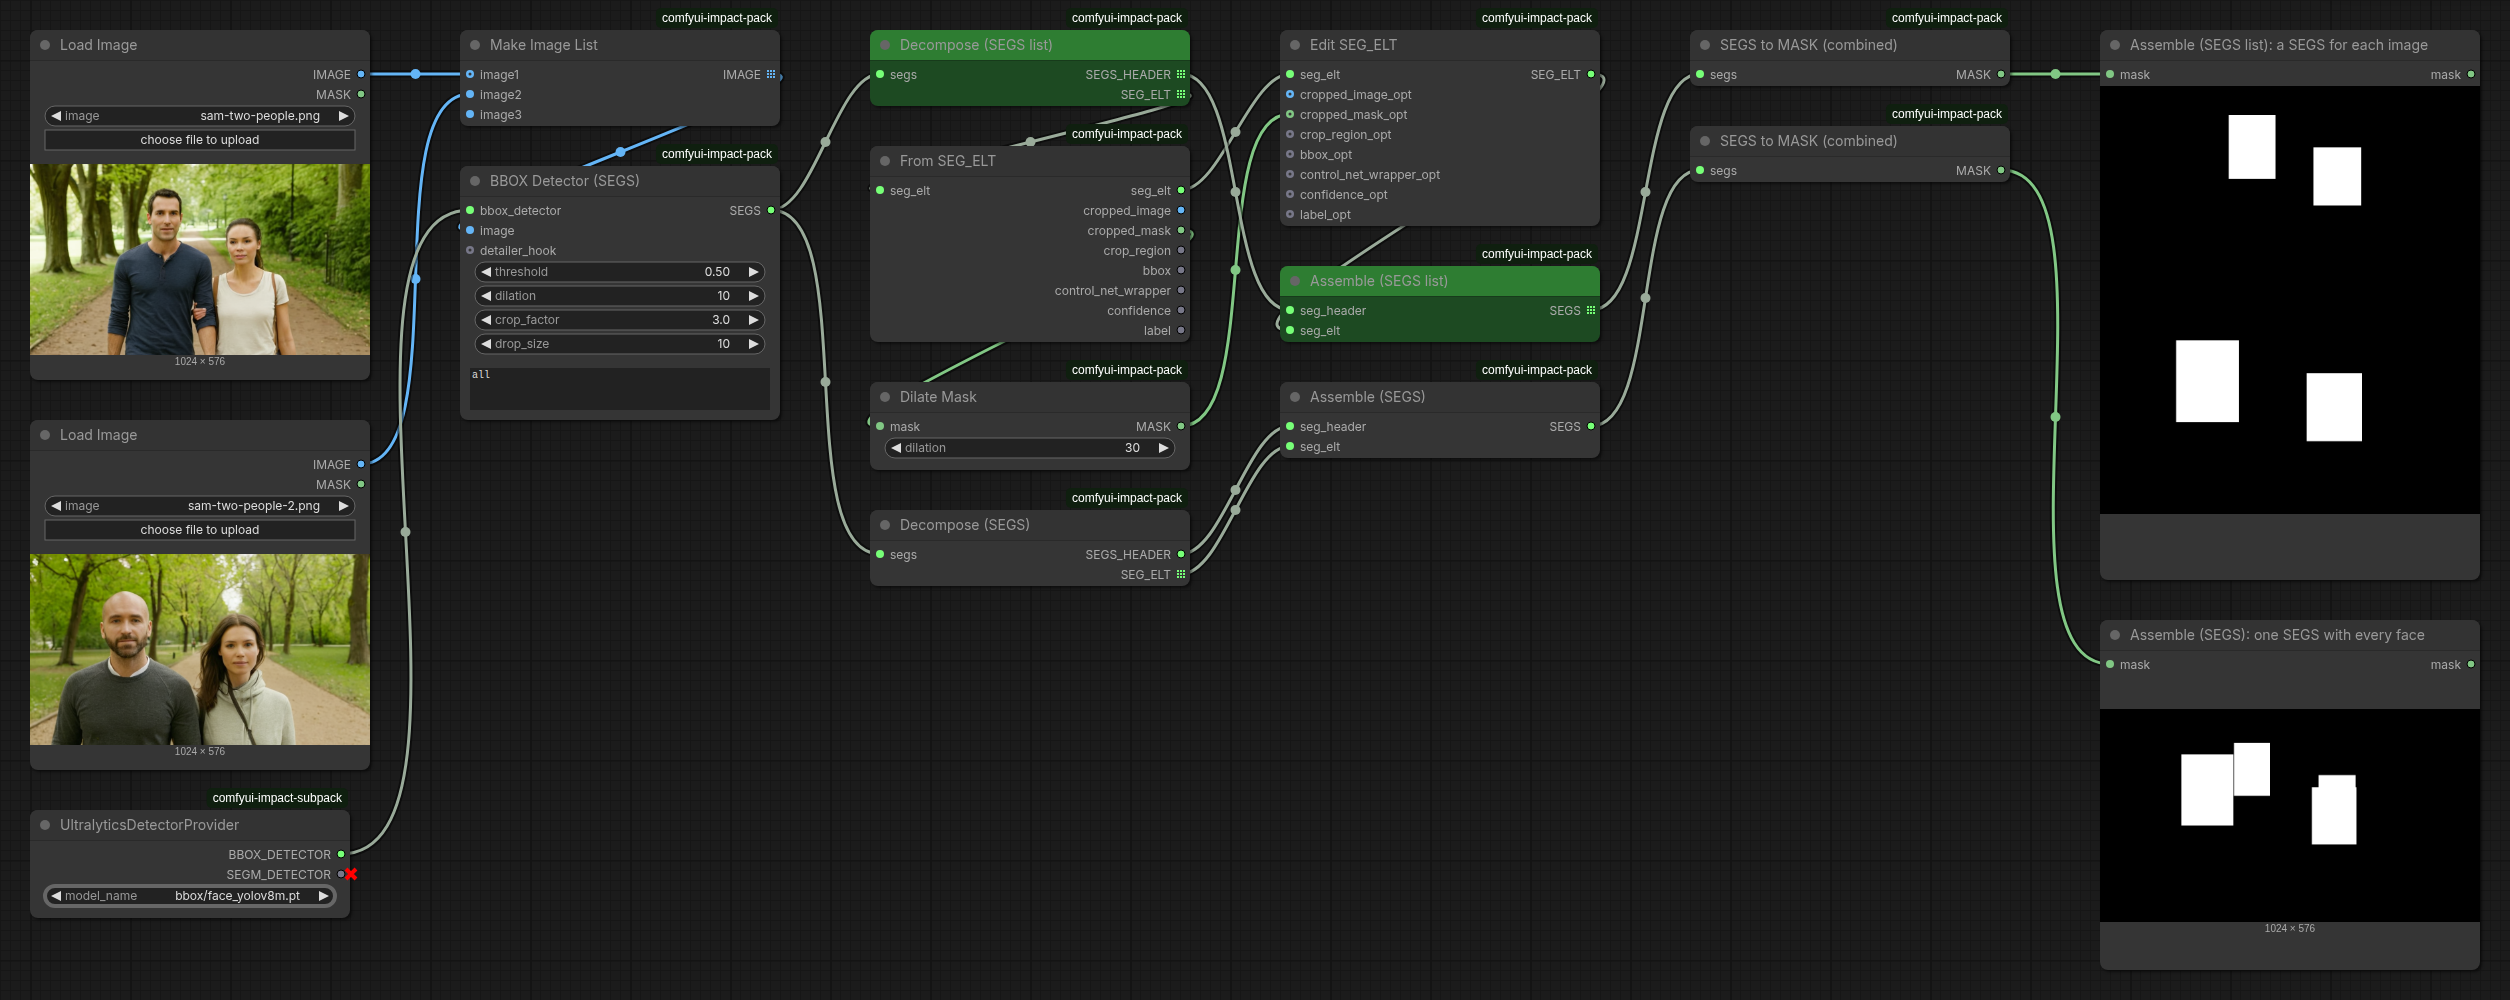 Load Image
IMAGE
MASK
image sam-two-people.png
choose file to upload
1024 × 576
Load Image
IMAGE
MASK
image sam-two-people-2.png
choose file to upload
1024 × 576
comfyui-impact-subpack
UltralyticsDetectorProvider
BBOX_DETECTOR
SEGM_DETECTOR
model_name bbox/face_yolov8m.pt
comfyui-impact-pack
Make Image List
image1 IMAGE
image2
image3
comfyui-impact-pack
BBOX Detector (SEGS)
bbox_detector SEGS
image
detailer_hook
threshold 0.50
dilation 10
crop_factor 3.0
drop_size 10
all
comfyui-impact-pack
Decompose (SEGS list)
segs SEGS_HEADER
SEG_ELT
comfyui-impact-pack
From SEG_ELT
seg_elt seg_elt
cropped_image
cropped_mask
crop_region
bbox
control_net_wrapper
confidence
label
comfyui-impact-pack
Dilate Mask
mask MASK
dilation 30
comfyui-impact-pack
Decompose (SEGS)
segs SEGS_HEADER
SEG_ELT
comfyui-impact-pack
Edit SEG_ELT
seg_elt SEG_ELT
cropped_image_opt
cropped_mask_opt
crop_region_opt
bbox_opt
control_net_wrapper_opt
confidence_opt
label_opt
comfyui-impact-pack
Assemble (SEGS list)
seg_header SEGS
seg_elt
comfyui-impact-pack
Assemble (SEGS)
seg_header SEGS
seg_elt
comfyui-impact-pack
SEGS to MASK (combined)
segs MASK
comfyui-impact-pack
SEGS to MASK (combined)
segs MASK
Assemble (SEGS list): a SEGS for each image
mask mask
Assemble (SEGS): one SEGS with every face
mask mask
1024 × 576